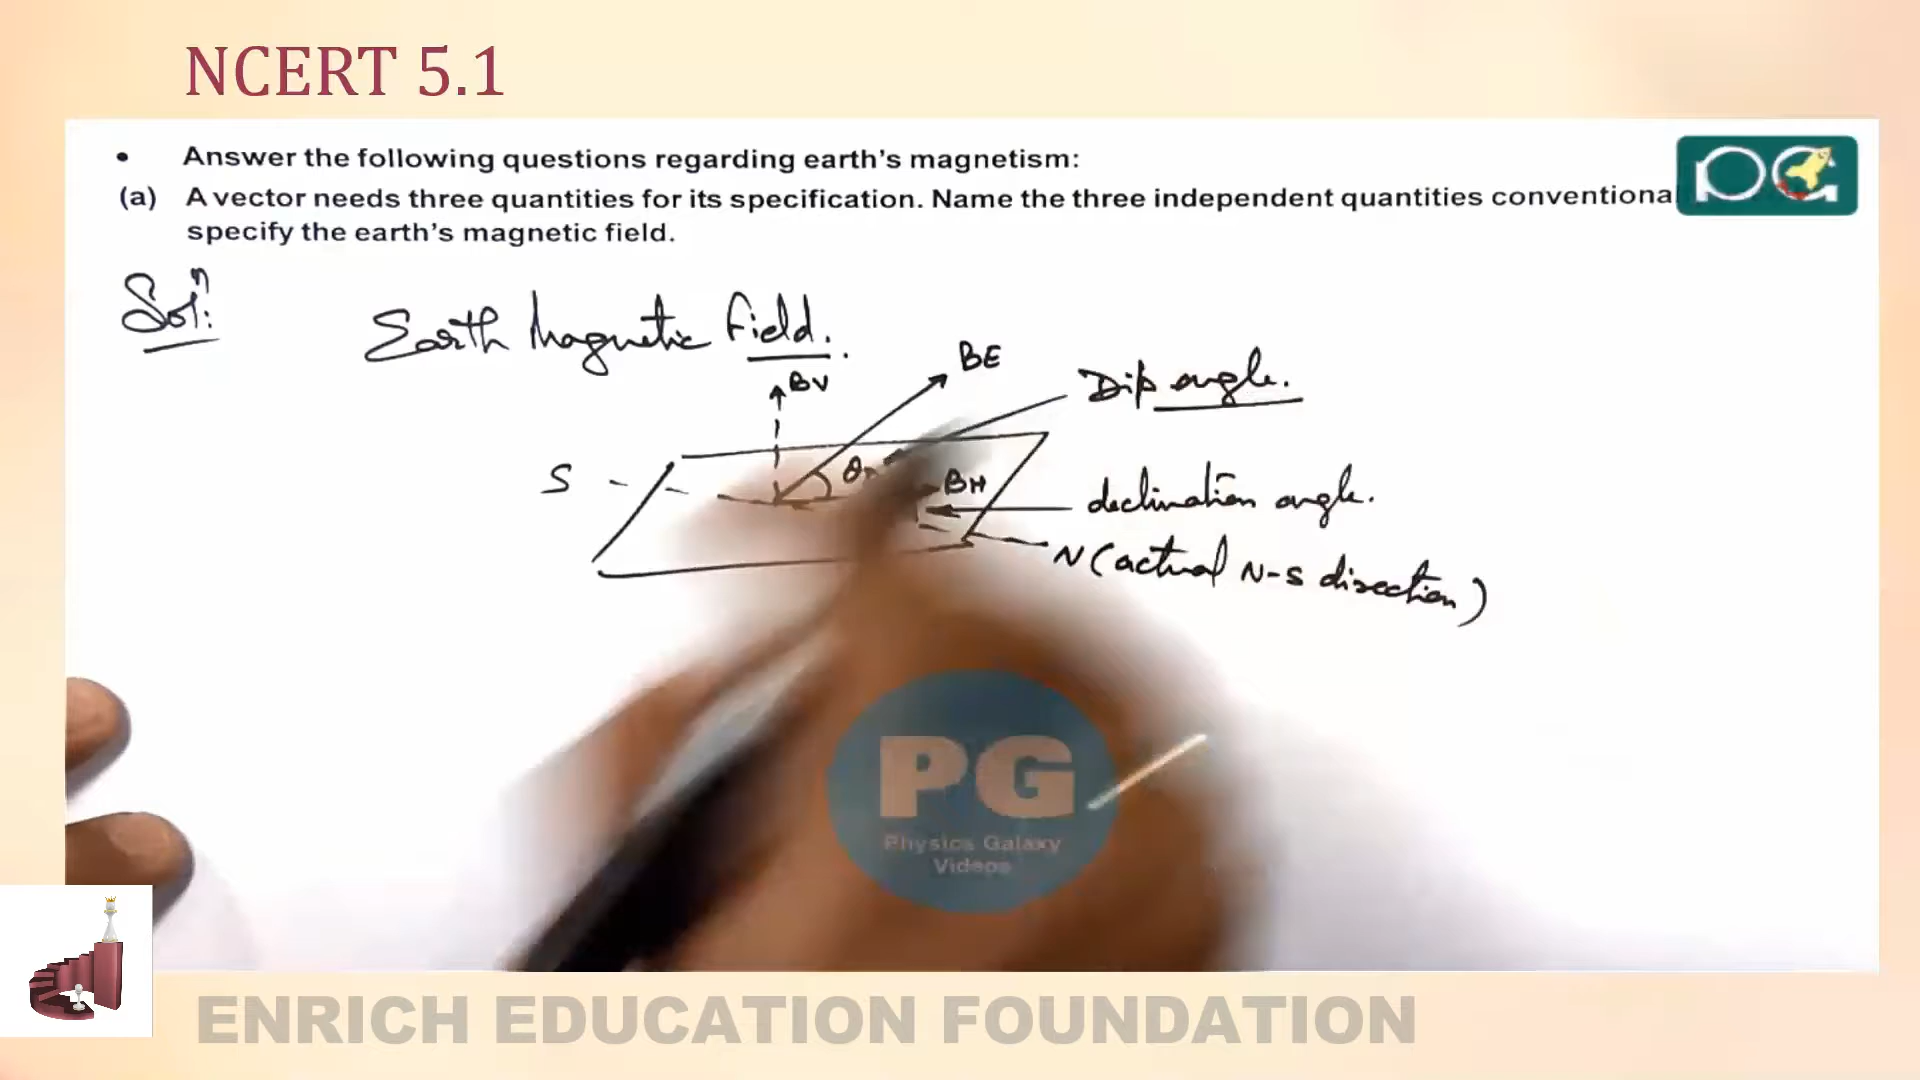 NCERT 5.1
• Answer the following questions regarding earth's magnetism:
(a) A vector needs three quantities for its specification. Name the three independent quantities conventiona
specify the earth's magnetic field.
Solⁿ:
Earth Magnetic Field.
BV
BE
Dip angle.
S
θ
BH
declination angle.
N (actual N-S direction)
PG
Physics Galaxy
Videos
ENRICH EDUCATION FOUNDATION